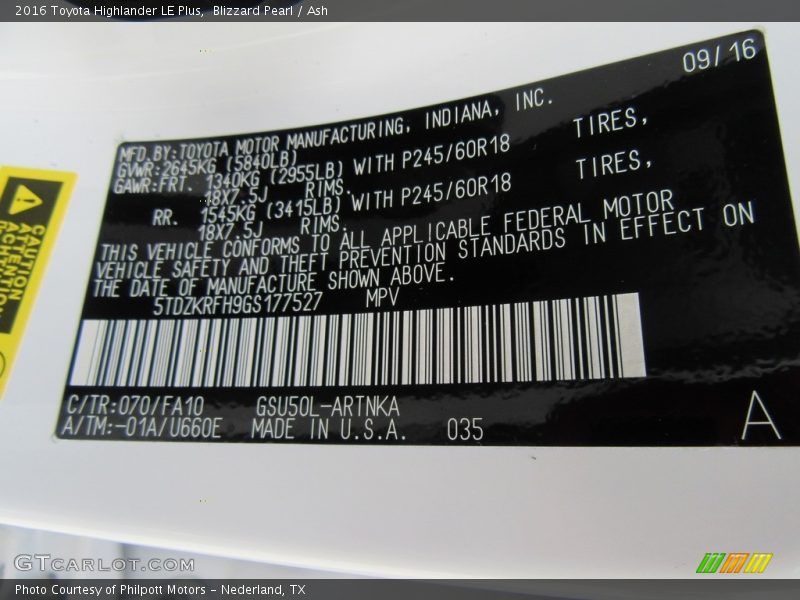 2016 Toyota Highlander LE Plus, Blizzard Pearl / Ash
09/16
MFD.BY:TOYOTA MOTOR MANUFACTURING, INDIANA, INC.
GVWR:2645KG (5840LB)
GAWR:FRT. 1340KG (2955LB) WITH P245/60R18 TIRES,
18X7.5J RIMS.
RR. 1545KG (3415LB) WITH P245/60R18 TIRES,
18X7.5J RIMS.
THIS VEHICLE CONFORMS TO ALL APPLICABLE FEDERAL MOTOR
VEHICLE SAFETY AND THEFT PREVENTION STANDARDS IN EFFECT ON
THE DATE OF MANUFACTURE SHOWN ABOVE.
5TDZKRFH9GS177527 MPV
C/TR:070/FA10 GSU50L-ARTNKA
A/TM:-01A/U660E MADE IN U.S.A. 035
A
CAUTION
ATTENTION
GTCARLOT.COM
Photo Courtesy of Philpott Motors - Nederland, TX